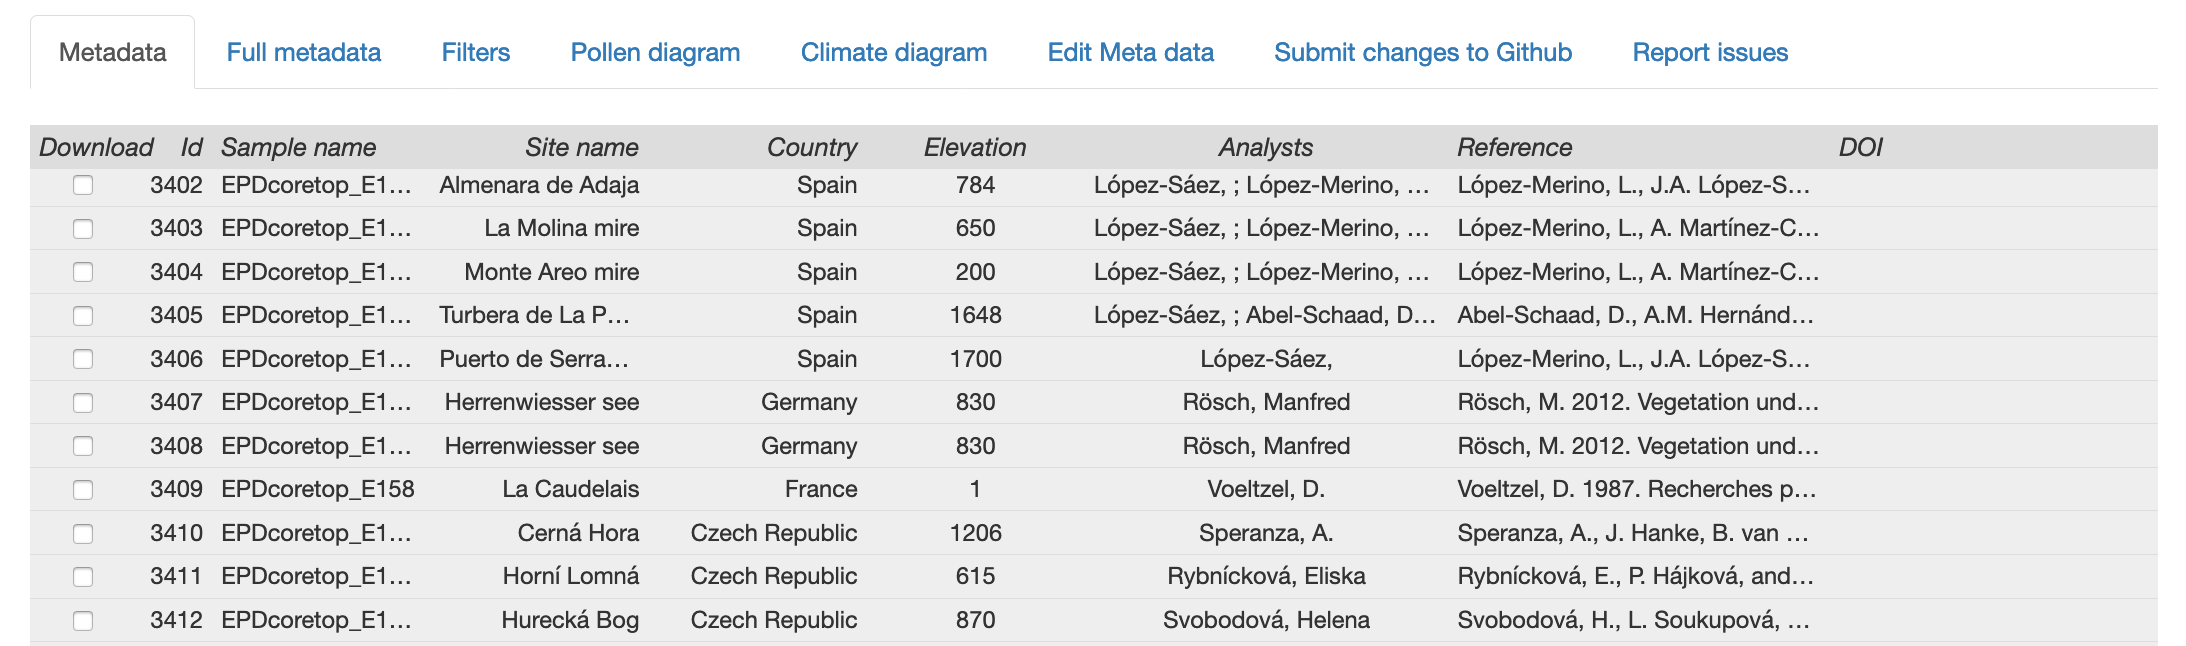 Metadata Full metadata Filters Pollen diagram Climate diagram Edit Meta data Submit changes to Github Report issues
Download Id Sample name Site name Country Elevation Analysts Reference DOI
3402 EPDcoretop_E1… Almenara de Adaja Spain 784 López-Sáez, ; López-Merino, … López-Merino, L., J.A. López-S…
3403 EPDcoretop_E1… La Molina mire Spain 650 López-Sáez, ; López-Merino, … López-Merino, L., A. Martínez-C…
3404 EPDcoretop_E1… Monte Areo mire Spain 200 López-Sáez, ; López-Merino, … López-Merino, L., A. Martínez-C…
3405 EPDcoretop_E1… Turbera de La P… Spain 1648 López-Sáez, ; Abel-Schaad, D… Abel-Schaad, D., A.M. Hernánd…
3406 EPDcoretop_E1… Puerto de Serra… Spain 1700 López-Sáez, López-Merino, L., J.A. López-S…
3407 EPDcoretop_E1… Herrenwiesser see Germany 830 Rösch, Manfred Rösch, M. 2012. Vegetation und…
3408 EPDcoretop_E1… Herrenwiesser see Germany 830 Rösch, Manfred Rösch, M. 2012. Vegetation und…
3409 EPDcoretop_E158 La Caudelais France 1 Voeltzel, D. Voeltzel, D. 1987. Recherches p…
3410 EPDcoretop_E1… Cerná Hora Czech Republic 1206 Speranza, A. Speranza, A., J. Hanke, B. van …
3411 EPDcoretop_E1… Horní Lomná Czech Republic 615 Rybnícková, Eliska Rybnícková, E., P. Hájková, and…
3412 EPDcoretop_E1… Hurecká Bog Czech Republic 870 Svobodová, Helena Svobodová, H., L. Soukupová, …